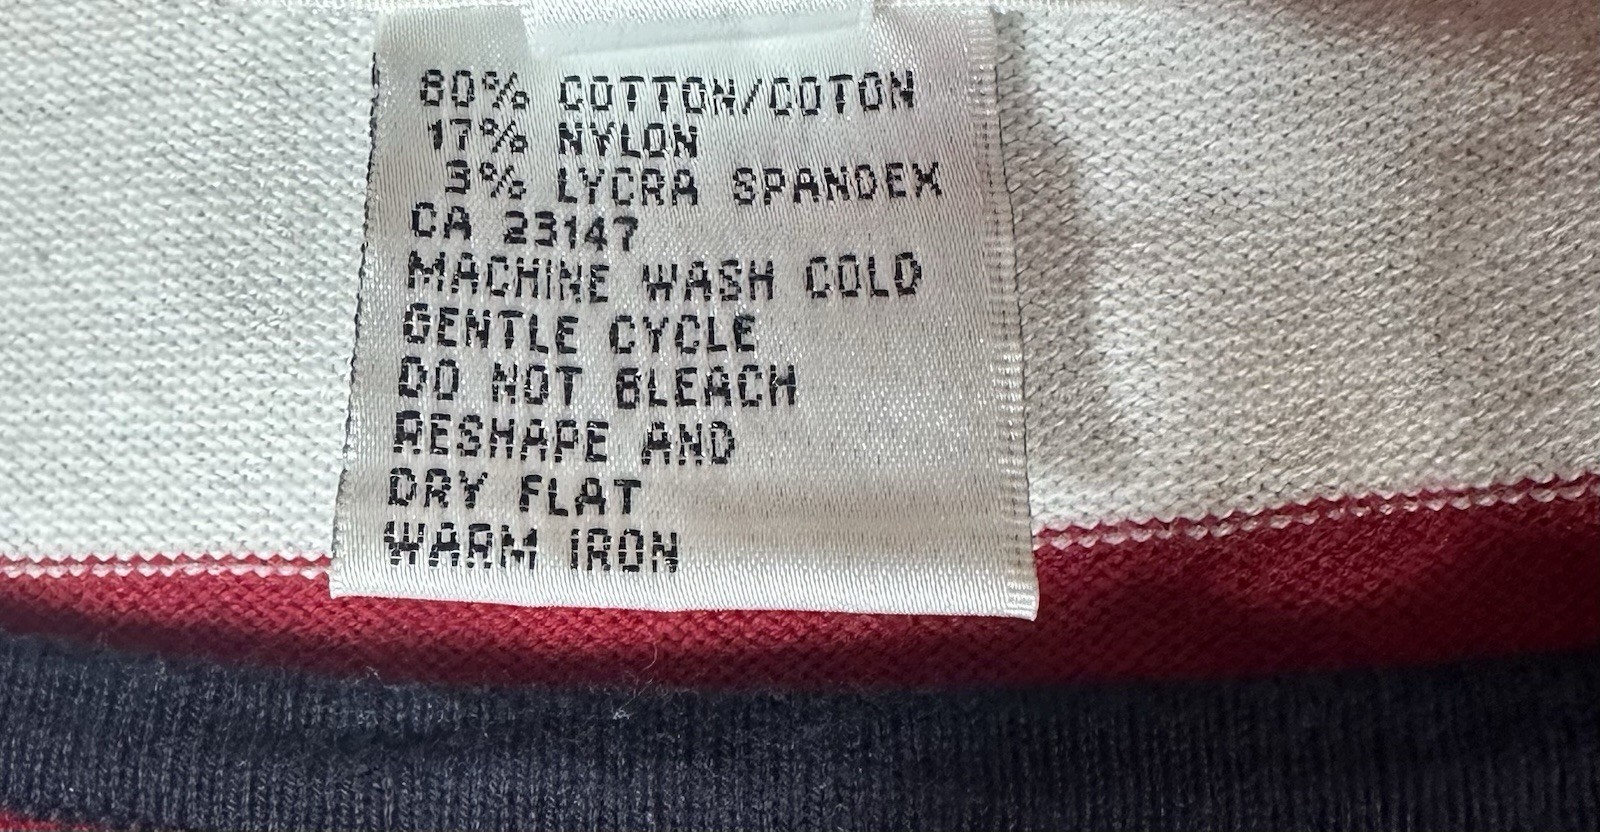 80% COTTON/COTON
17% NYLON
3% LYCRA SPANDEX
CA 23147
MACHINE WASH COLD
GENTLE CYCLE
DO NOT BLEACH
RESHAPE AND
DRY FLAT
WARM IRON